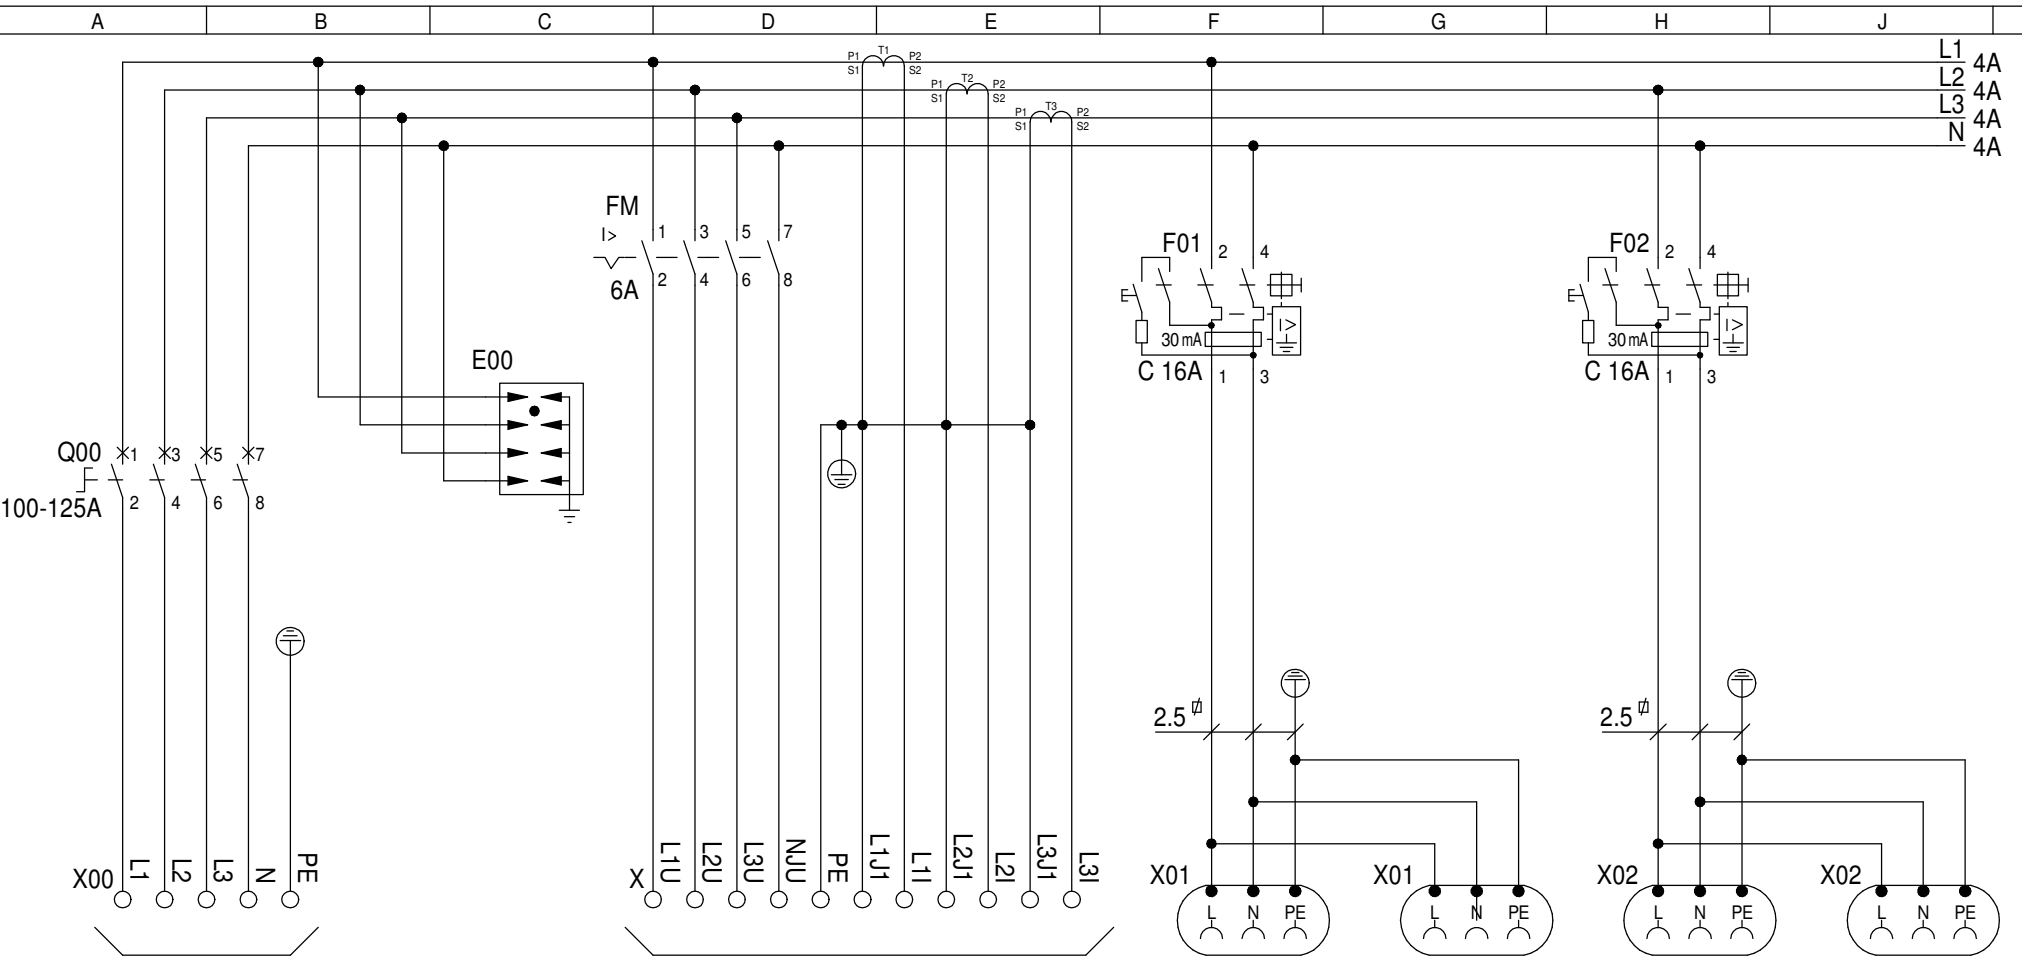 A B C D E F G H J
P1 T1 P2 L1 4A
S1 S2
P1 T2 P2 L2 4A
S1 S2
P1 T3 P2 L3 4A
S1 S2
N 4A
FM
I> 1 3 5 7
6A 2 4 6 8
F01 2 4
I>
30 mA
C 16A 1 3
F02 2 4
I>
30 mA
C 16A 1 3
E00
Q00 1 3 5 7
100-125A 2 4 6 8
2.5
2.5
X00 L1 L2 L3 N PE
X L1U L2U L3U NJU PE L1J1 L1I L2J1 L2I L3J1 L3I
X01 X01 X02 X02
L N PE L N PE L N PE L N PE